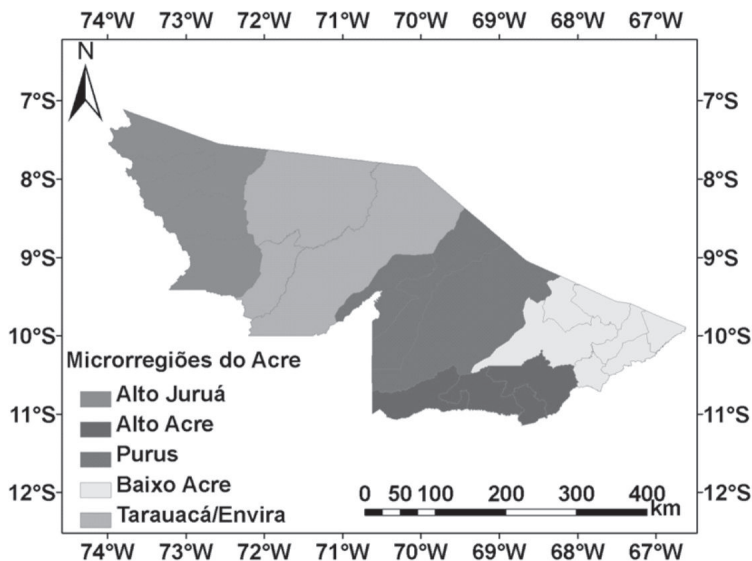 74°W 73°W 72°W 71°W 70°W 69°W 68°W 67°W
N
7°S 7°S
8°S 8°S
9°S 9°S
10°S 10°S
Microrregiões do Acre
Alto Juruá
11°S 11°S
Alto Acre
Purus
Baixo Acre
12°S 12°S
0 50 100 200 300 400 km
Tarauacá/Envira
74°W 73°W 72°W 71°W 70°W 69°W 68°W 67°W